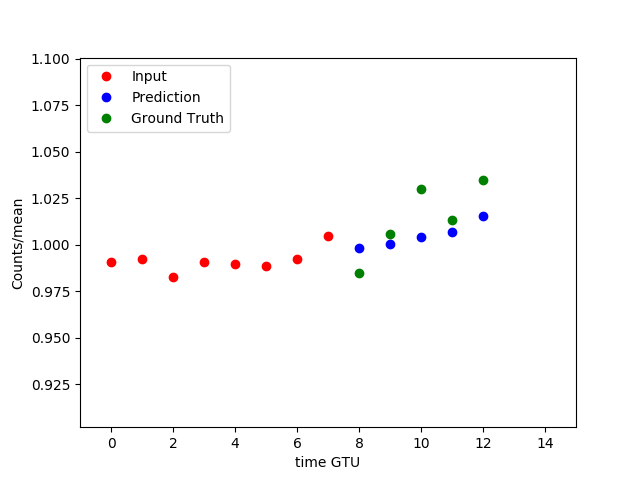 1.100
1.075
1.050
1.025
1.000
0.975
0.950
0.925
Counts/mean
Input
Prediction
Ground Truth
0 2 4 6 8 10 12 14
time GTU